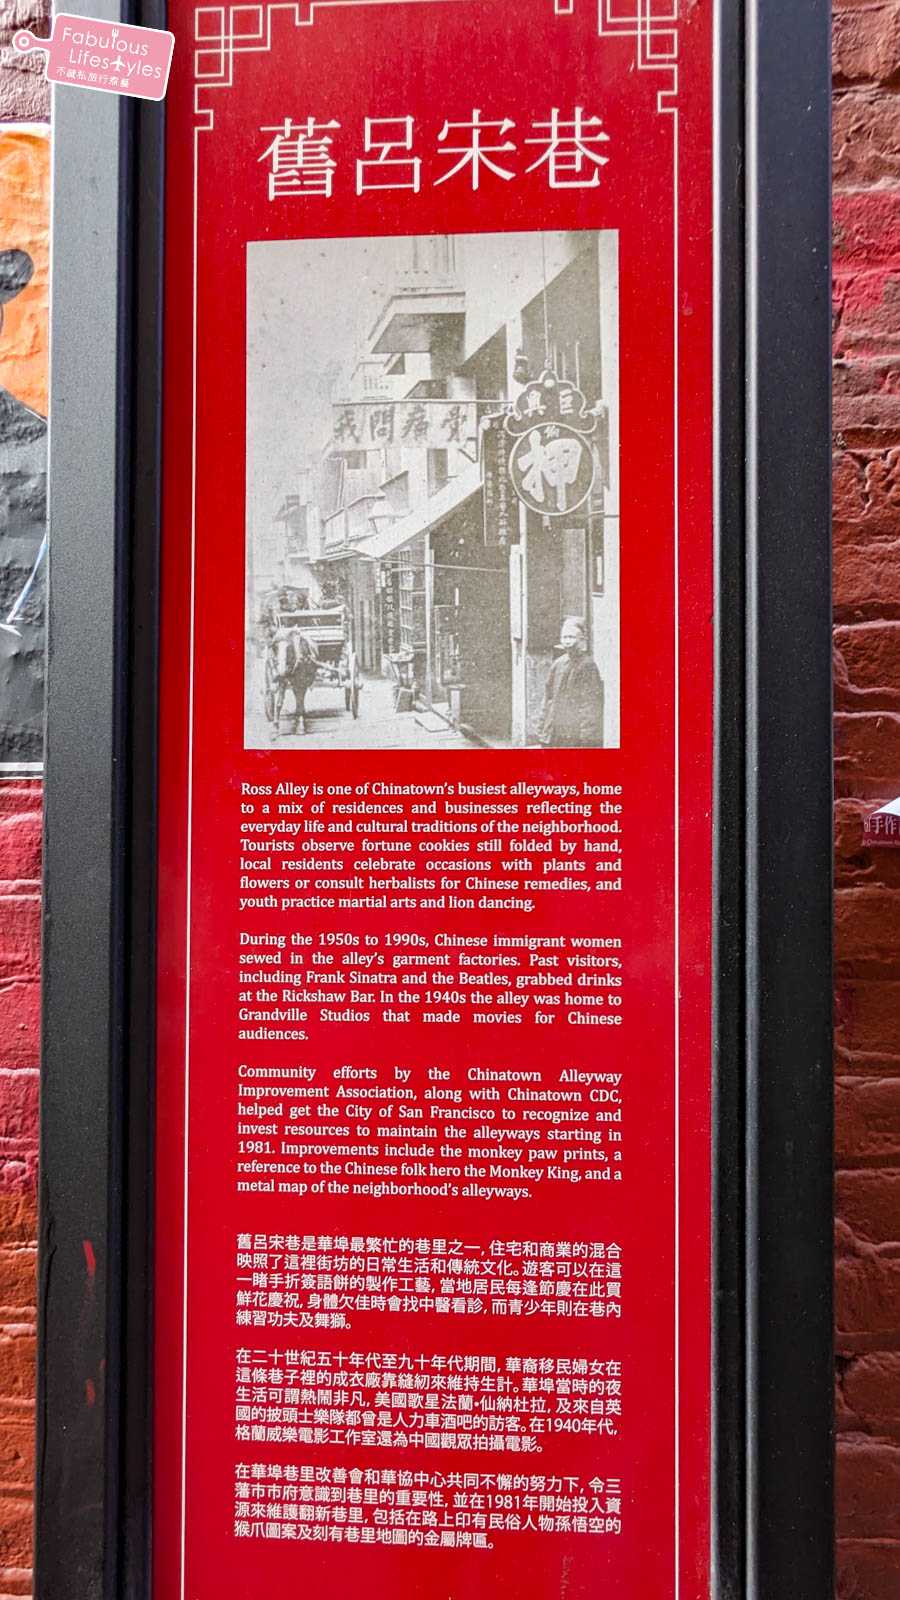 Fabulous
Lifestyles
不藏私旅行煮藝
舊呂宋巷
我問癮覺
興巨
押
Ross Alley is one of Chinatown's busiest alleyways, home
to a mix of residences and businesses reflecting the
everyday life and cultural traditions of the neighborhood.
Tourists observe fortune cookies still folded by hand,
local residents celebrate occasions with plants and
flowers or consult herbalists for Chinese remedies, and
youth practice martial arts and lion dancing.
During the 1950s to 1990s, Chinese immigrant women
sewed in the alley's garment factories. Past visitors,
including Frank Sinatra and the Beatles, grabbed drinks
at the Rickshaw Bar. In the 1940s the alley was home to
Grandville Studios that made movies for Chinese
audiences.
Community efforts by the Chinatown Alleyway
Improvement Association, along with Chinatown CDC,
helped get the City of San Francisco to recognize and
invest resources to maintain the alleyways starting in
1981. Improvements include the monkey paw prints, a
reference to the Chinese folk hero the Monkey King, and a
metal map of the neighborhood's alleyways.
舊呂宋巷是華埠最繁忙的巷里之一, 住宅和商業的混合
映照了這裡街坊的日常生活和傳統文化。遊客可以在這
一睹手折簽語餅的製作工藝, 當地居民每逢節慶在此買
鮮花慶祝, 身體欠佳時會找中醫看診, 而青少年則在巷內
練習功夫及舞獅。
在二十世紀五十年代至九十年代期間, 華裔移民婦女在
這條巷子裡的成衣廠靠縫紉來維持生計。華埠當時的夜
生活可謂熱鬧非凡, 美國歌星法蘭•仙納杜拉, 及來自英
國的披頭士樂隊都曾是人力車酒吧的訪客。在1940年代,
格蘭威樂電影工作室還為中國觀眾拍攝電影。
在華埠巷里改善會和華協中心共同不懈的努力下, 令三
藩市市府意識到巷里的重要性, 並在1981年開始投入資
源來維護翻新巷里, 包括在路上印有民俗人物孫悟空的
猴爪圖案及刻有巷里地圖的金屬牌區。
手作